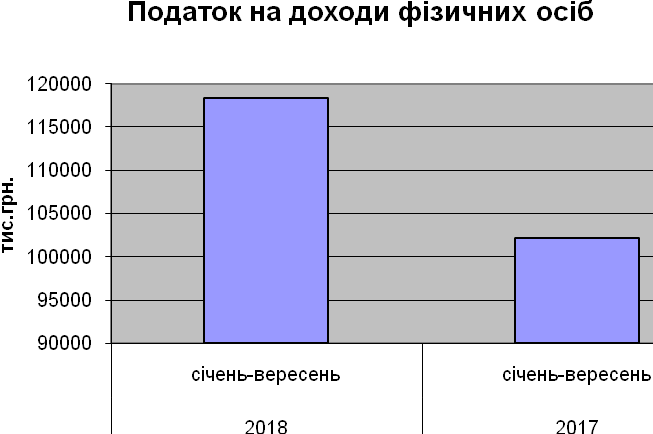 Податок на доходи фізичних осіб
120000
115000
110000
105000
100000
95000
90000
тис.грн.
січень-вересень січень-вересень
2018 2017